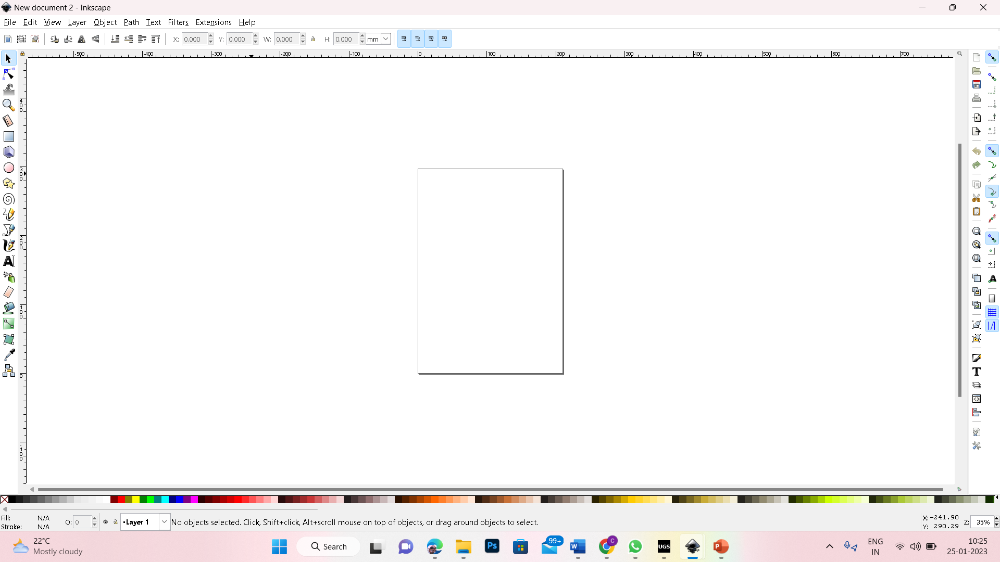 New document 2 - Inkscape
File Edit View Layer Object Path Text Filters Extensions Help
X: 0.000 Y: 0.000 W: 0.000 H: 0.000 mm
-500 -400 -300 -200 -100 0 100 200 300 400 500 600 700
400
300
200
100
0
-100
A
A
T
Fill: N/A O: 0 Layer 1 No objects selected. Click, Shift+click, Alt+scroll mouse on top of objects, or drag around objects to select. X: -241.90 Z: 35%
Stroke: N/A Y: 290.29
22°C
Mostly cloudy
Search
Ps
99+
W
C
UGS
P
ENG
IN
10:25
25-01-2023